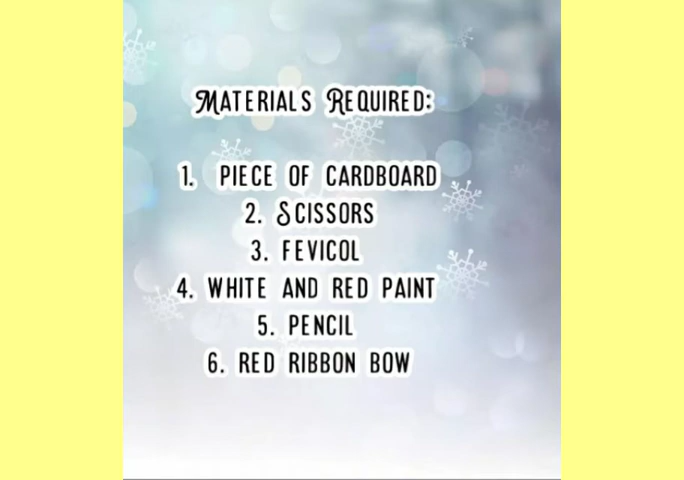 Materials Required:
1. PIECE OF CARDBOARD
2. SCISSORS
3. FEVICOL
4. WHITE AND RED PAINT
5. PENCIL
6. RED RIBBON BOW